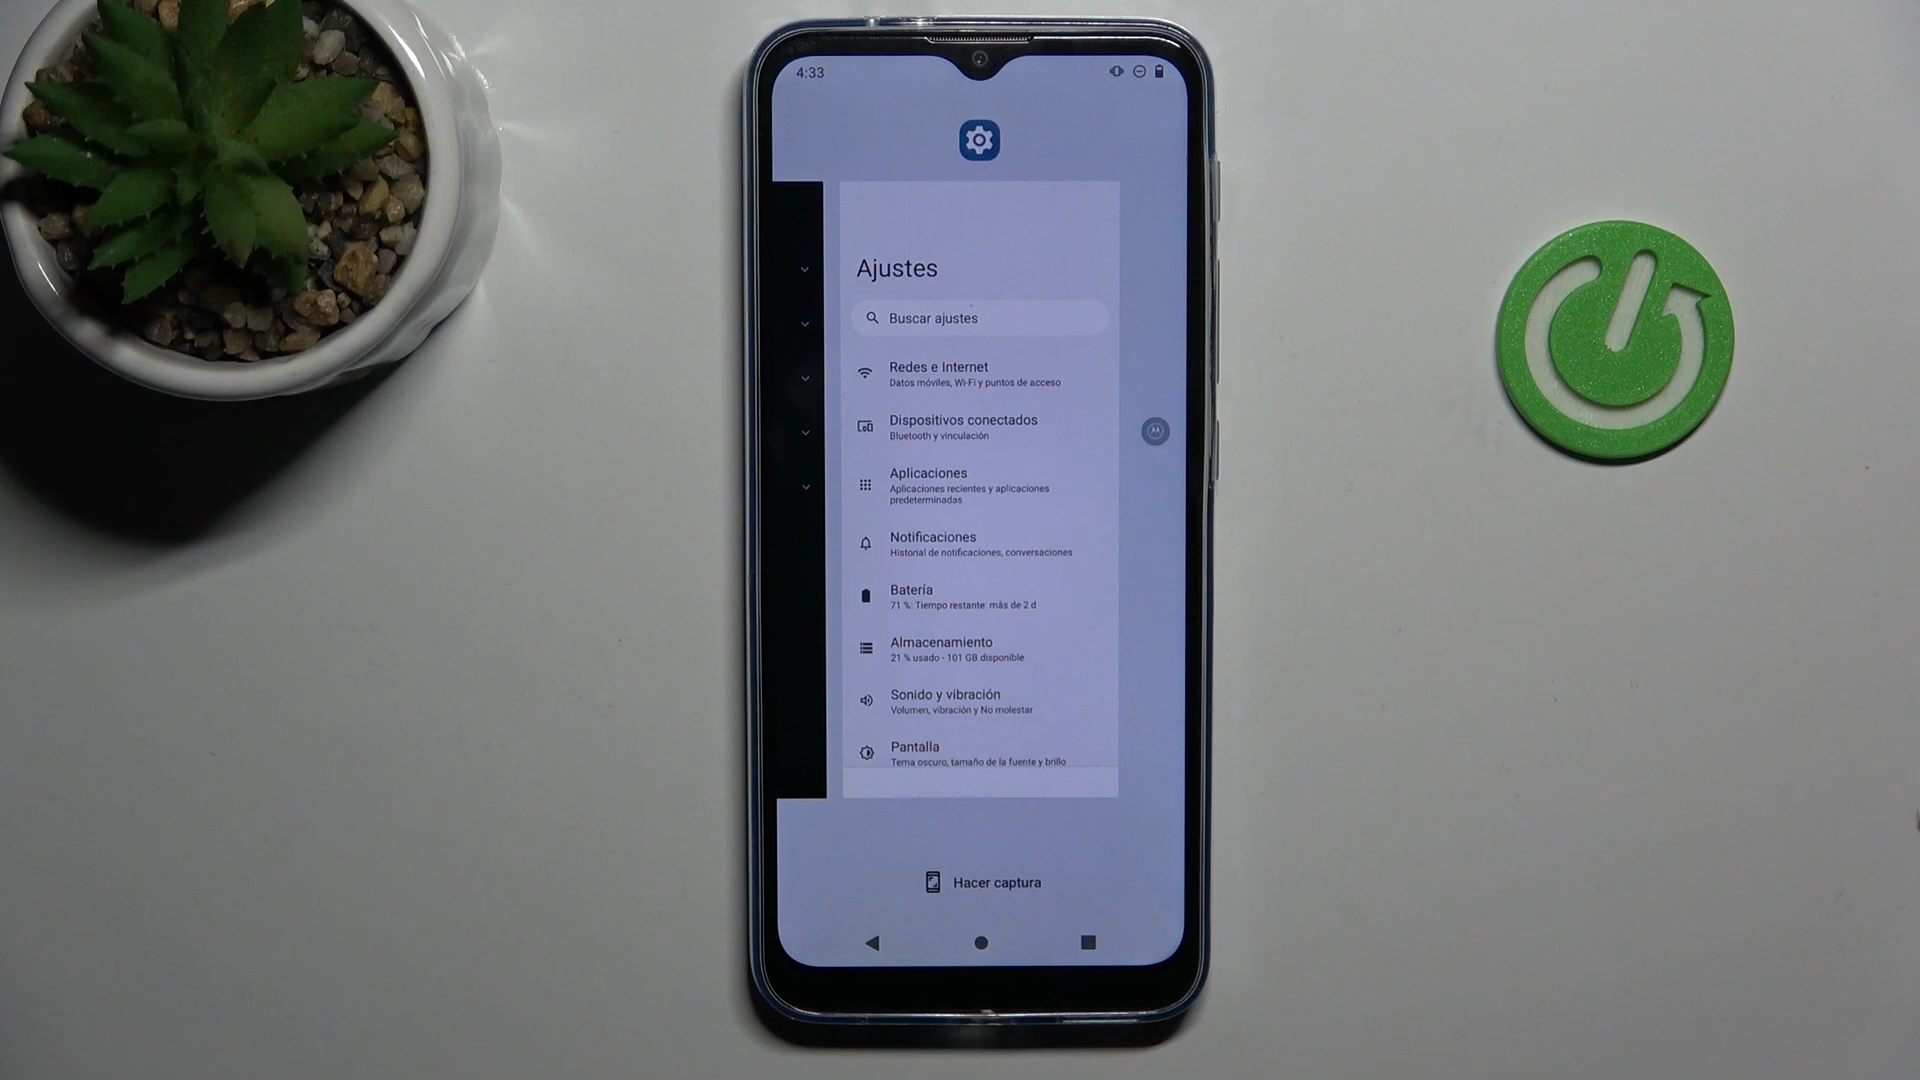 4:33
Ajustes
Buscar ajustes
Redes e Internet
Datos móviles, Wi-Fi y puntos de acceso
Dispositivos conectados
Bluetooth y vinculación
Aplicaciones
Aplicaciones recientes y aplicaciones
predeterminadas
Notificaciones
Historial de notificaciones, conversaciones
Batería
71 %: Tiempo restante: más de 2 d
Almacenamiento
21 % usado - 101 GB disponible
Sonido y vibración
Volumen, vibración y No molestar
Pantalla
Tema oscuro, tamaño de la fuente y brillo
Hacer captura